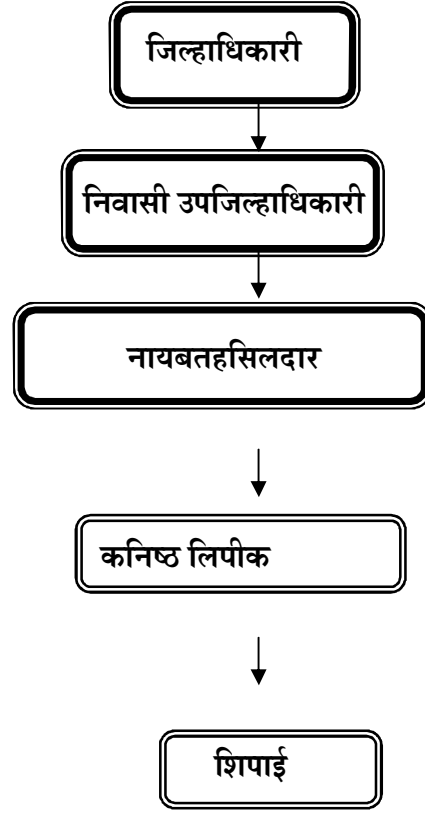 जिल्हाधिकारी
निवासी उपजिल्हाधिकारी
नायबतहसिलदार
कनिष्ठ लिपीक
शिपाई